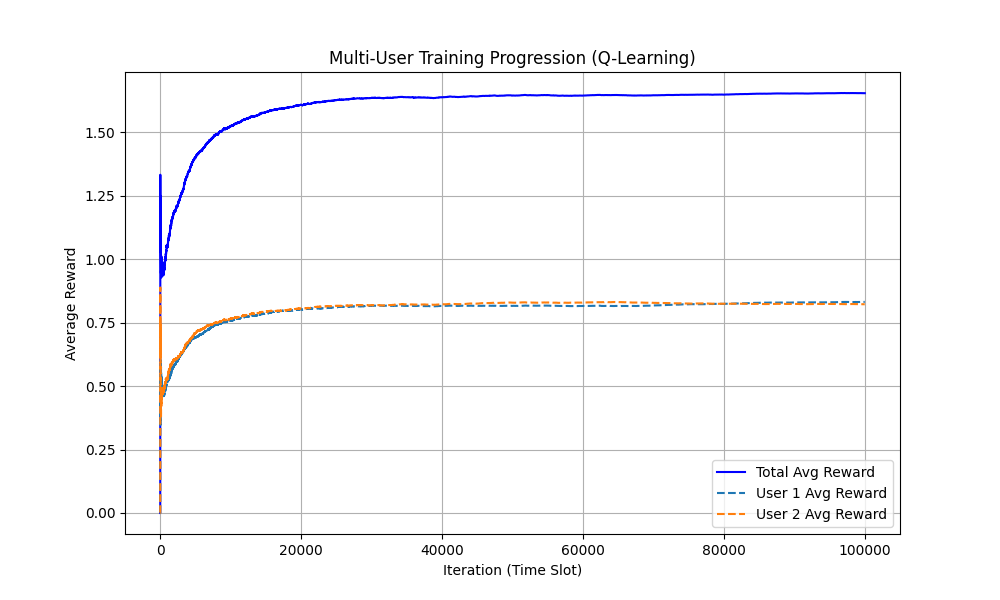 Multi-User Training Progression (Q-Learning)
Average Reward
1.50
1.25
1.00
0.75
0.50
0.25
0.00
Total Avg Reward
User 1 Avg Reward
User 2 Avg Reward
0 20000 40000 60000 80000 100000
Iteration (Time Slot)